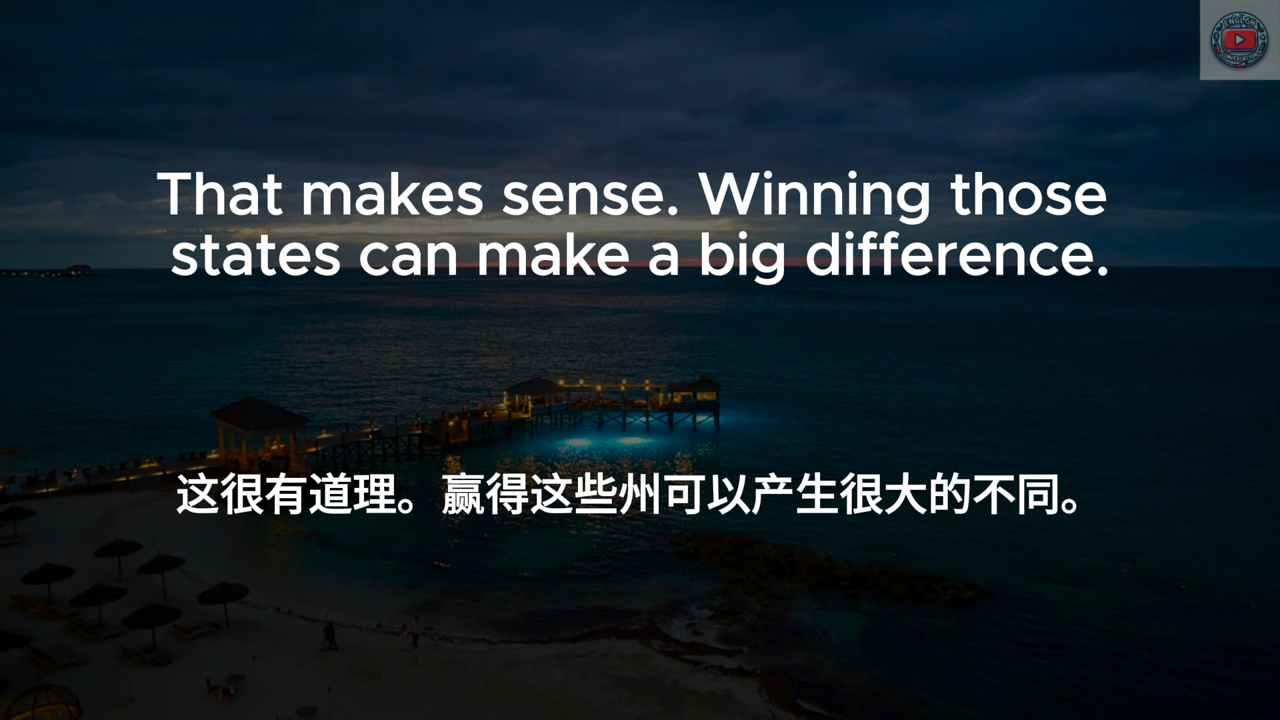 ENGLISH
That makes sense. Winning those
states can make a big difference.
这很有道理。赢得这些州可以产生很大的不同。